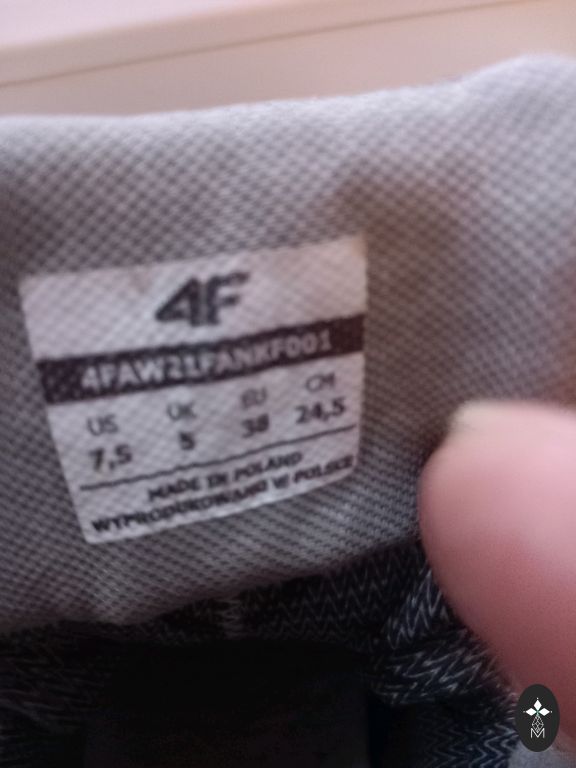 4F
4FAW21FANKF001
US UK EU CM
7,5 5 38 24,5
MADE IN POLAND
WYPRODUKOWANO W POLSCE
M